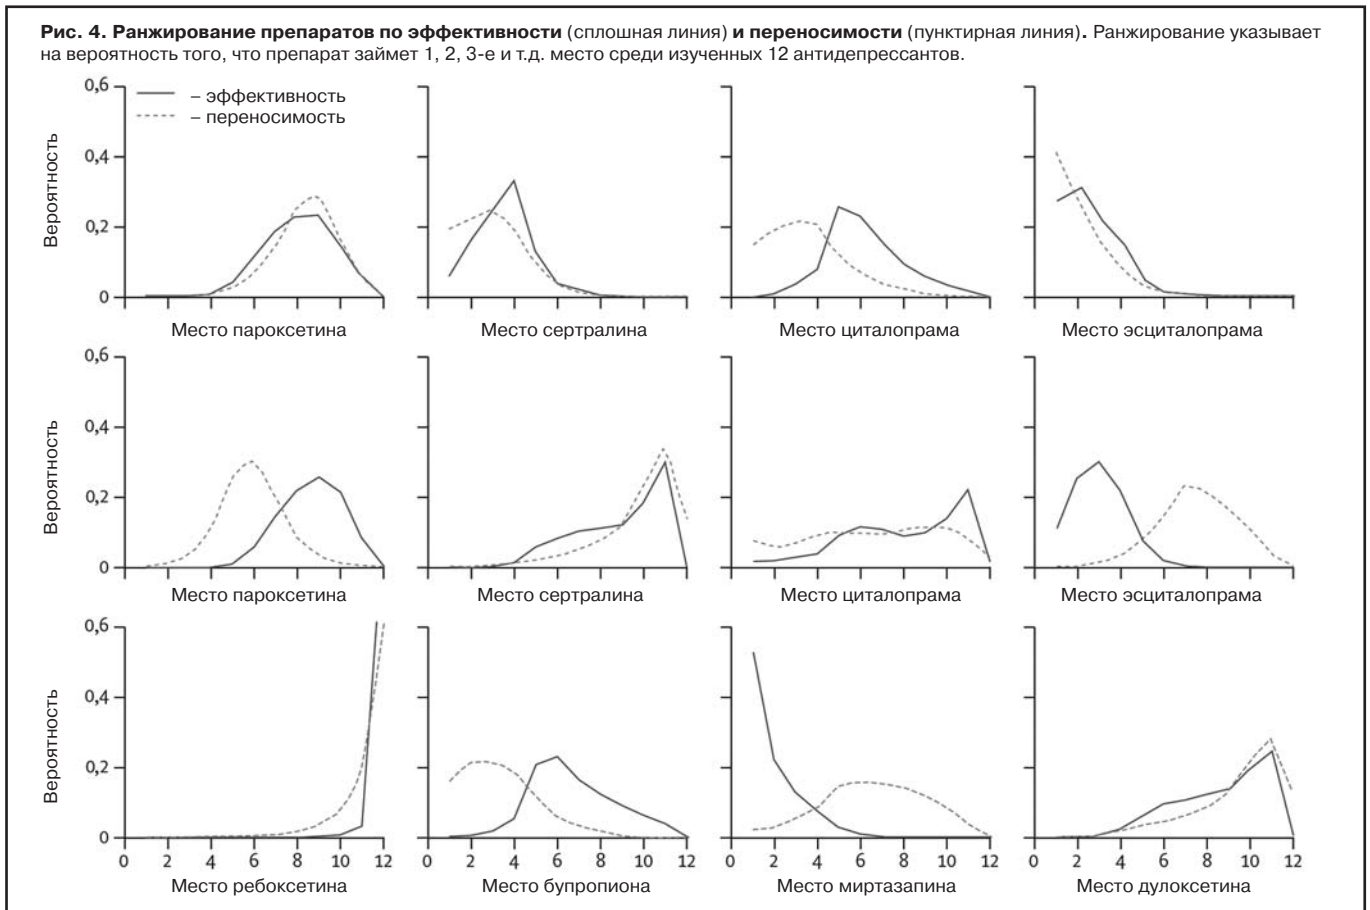 Рис. 4. Ранжирование препаратов по эффективности (сплошная линия) и переносимости (пунктирная линия). Ранжирование указывает
на вероятность того, что препарат займет 1, 2, 3-е и т.д. место среди изученных 12 антидепрессантов.
– эффективность
– переносимость
Вероятность
0,6
0,4
0,2
0
Место пароксетина
Место сертралина
Место циталопрама
Место эсциталопрама
Вероятность
0,6
0,4
0,2
0
Место пароксетина
Место сертралина
Место циталопрама
Место эсциталопрама
Вероятность
0,6
0,4
0,2
0
0 2 4 6 8 10 12
0 2 4 6 8 10 12
0 2 4 6 8 10 12
0 2 4 6 8 10 12
Место ребоксетина
Место бупропиона
Место миртазапина
Место дулоксетина